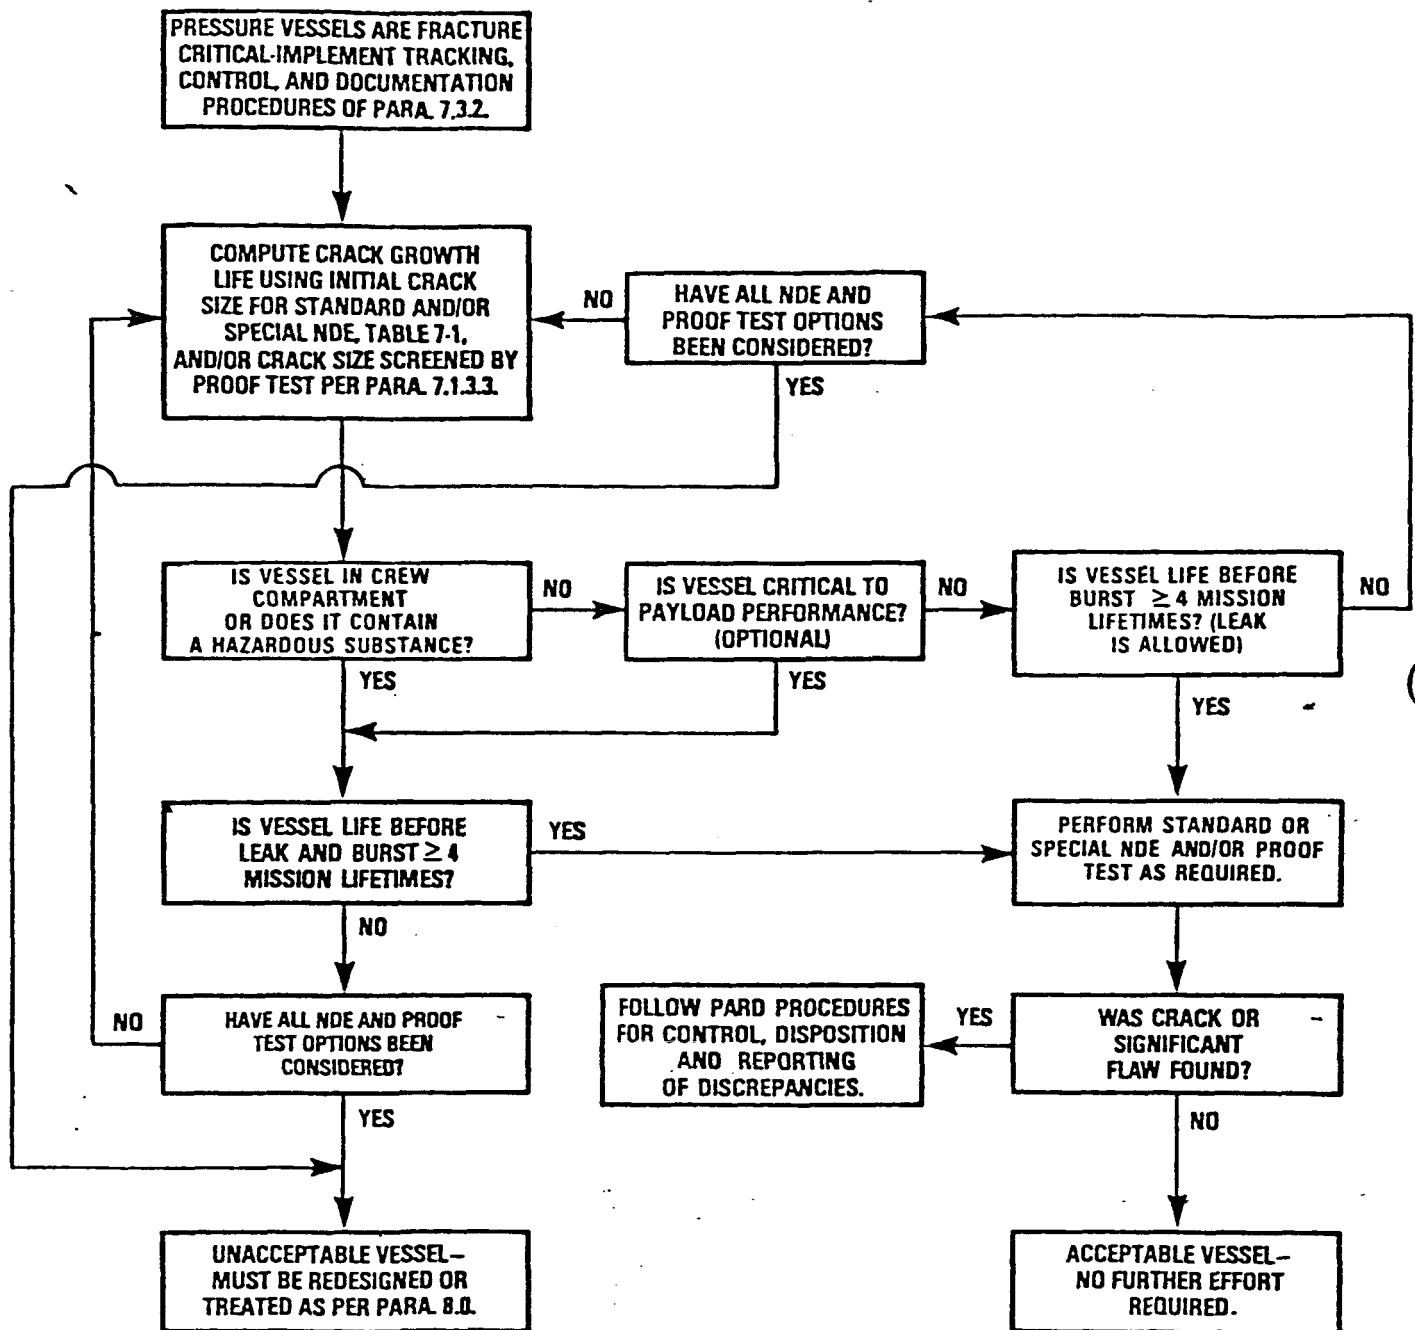 PRESSURE VESSELS ARE FRACTURE
CRITICAL-IMPLEMENT TRACKING,
CONTROL, AND DOCUMENTATION
PROCEDURES OF PARA. 7.3.2.
COMPUTE CRACK GROWTH
LIFE USING INITIAL CRACK
SIZE FOR STANDARD AND/OR
SPECIAL NDE, TABLE 7-1,
AND/OR CRACK SIZE SCREENED BY
PROOF TEST PER PARA. 7.1.3.3.
NO
HAVE ALL NDE AND
PROOF TEST OPTIONS
BEEN CONSIDERED?
YES
IS VESSEL IN CREW
COMPARTMENT
OR DOES IT CONTAIN
A HAZARDOUS SUBSTANCE?
NO
YES
IS VESSEL CRITICAL TO
PAYLOAD PERFORMANCE?
(OPTIONAL)
NO
YES
IS VESSEL LIFE BEFORE
BURST ≥ 4 MISSION
LIFETIMES? (LEAK
IS ALLOWED)
NO
YES
IS VESSEL LIFE BEFORE
LEAK AND BURST ≥ 4
MISSION LIFETIMES?
YES
NO
PERFORM STANDARD OR
SPECIAL NDE AND/OR PROOF
TEST AS REQUIRED.
NO
HAVE ALL NDE AND PROOF
TEST OPTIONS BEEN
CONSIDERED?
YES
FOLLOW PARD PROCEDURES
FOR CONTROL, DISPOSITION
AND REPORTING
OF DISCREPANCIES.
YES
WAS CRACK OR
SIGNIFICANT
FLAW FOUND?
NO
UNACCEPTABLE VESSEL–
MUST BE REDESIGNED OR
TREATED AS PER PARA. 8.0.
ACCEPTABLE VESSEL–
NO FURTHER EFFORT
REQUIRED.